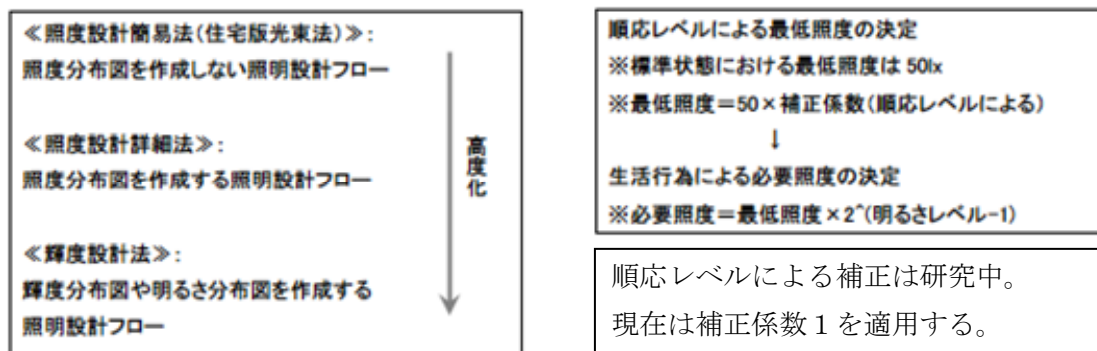 ≪照度設計簡易法(住宅版光束法)≫:
照度分布図を作成しない照明設計フロー
≪照度設計詳細法≫:
照度分布図を作成する照明設計フロー
≪輝度設計法≫:
輝度分布図や明るさ分布図を作成する
照明設計フロー
高度化
順応レベルによる最低照度の決定
※標準状態における最低照度は 50lx
※最低照度=50×補正係数(順応レベルによる)
↓
生活行為による必要照度の決定
※必要照度=最低照度×2^(明るさレベル-1)
順応レベルによる補正は研究中。
現在は補正係数1を適用する。